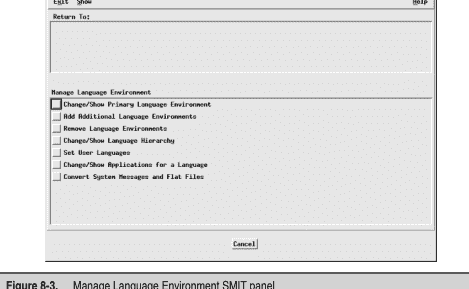 Exit Show Help
Return To:
Manage Language Environment
Change/Show Primary Language Environment
Add Additional Language Environments
Remove Language Environments
Change/Show Language Hierarchy
Set User Languages
Change/Show Applications for a Language
Convert System Messages and Flat Files
Cancel
Figure 8-3. Manage Language Environment SMIT panel